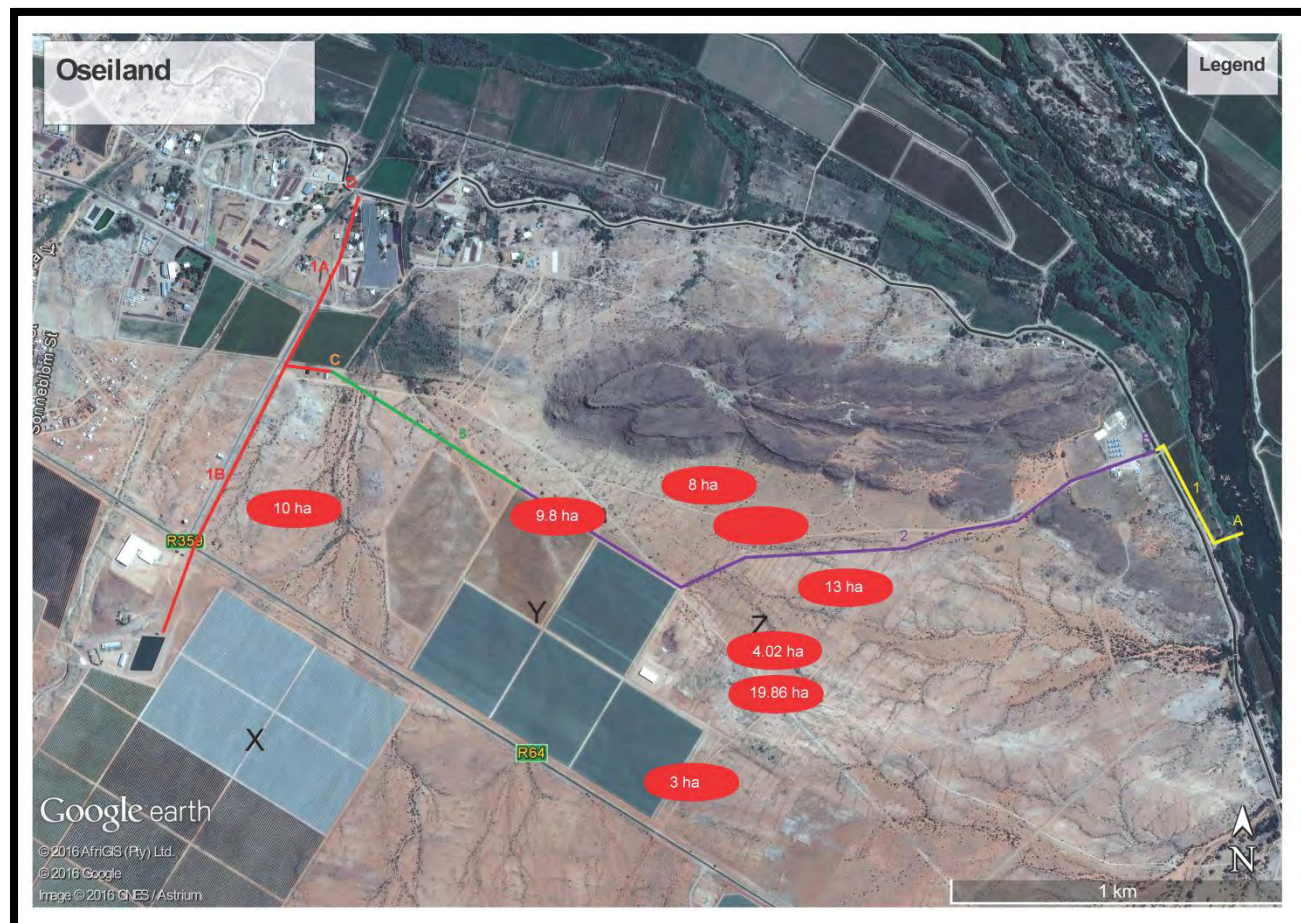 Oseiland
Legend
D
1A
Sonneblom St
C
3
1B
8 ha
10 ha
9.8 ha
1
A
R359
2
13 ha
Y
Z
4.02 ha
19.86 ha
X
R64
3 ha
Google earth
© 2016 AfriGIS (Pty) Ltd.
© 2016 Google
Image © 2016 CNES / Astrium
N
1 km